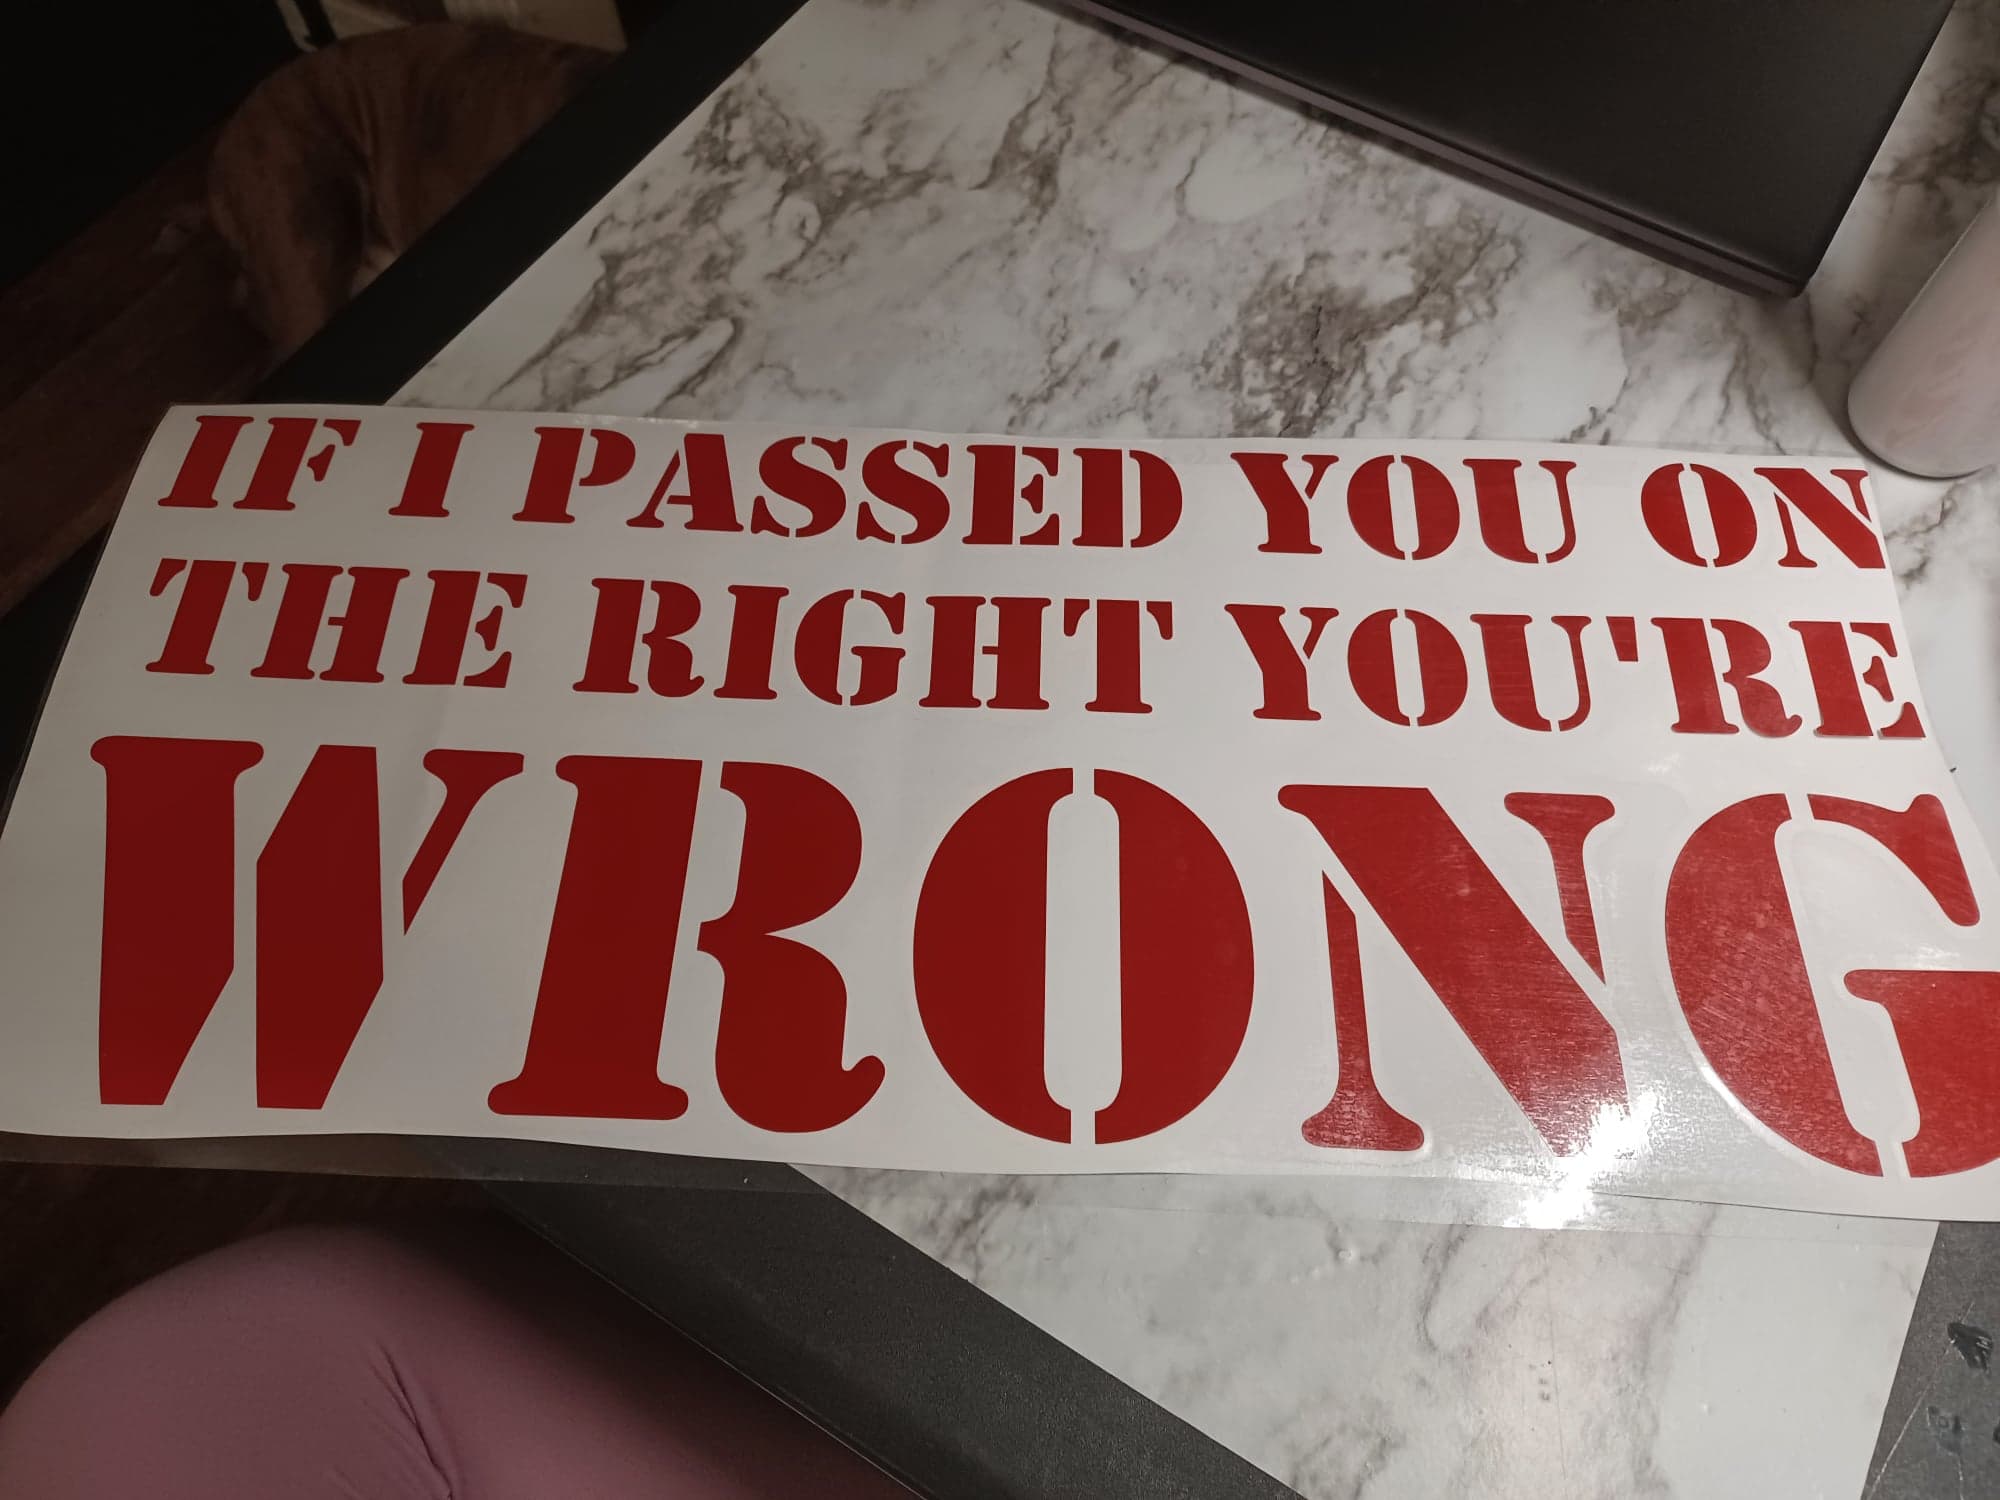 IF I PASSED YOU ON
THE RIGHT YOU'RE
WRONG